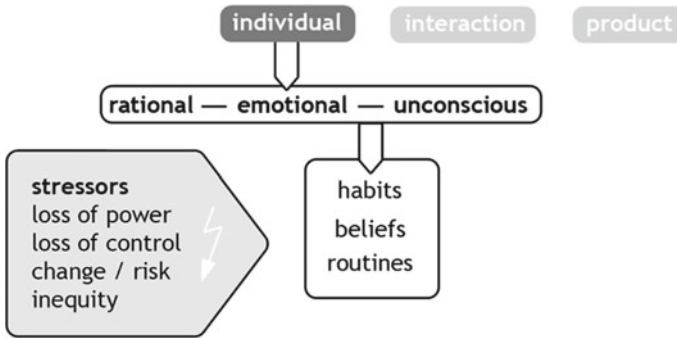 individual interaction product
rational — emotional — unconscious
stressors
loss of power
loss of control
change / risk
inequity
habits
beliefs
routines